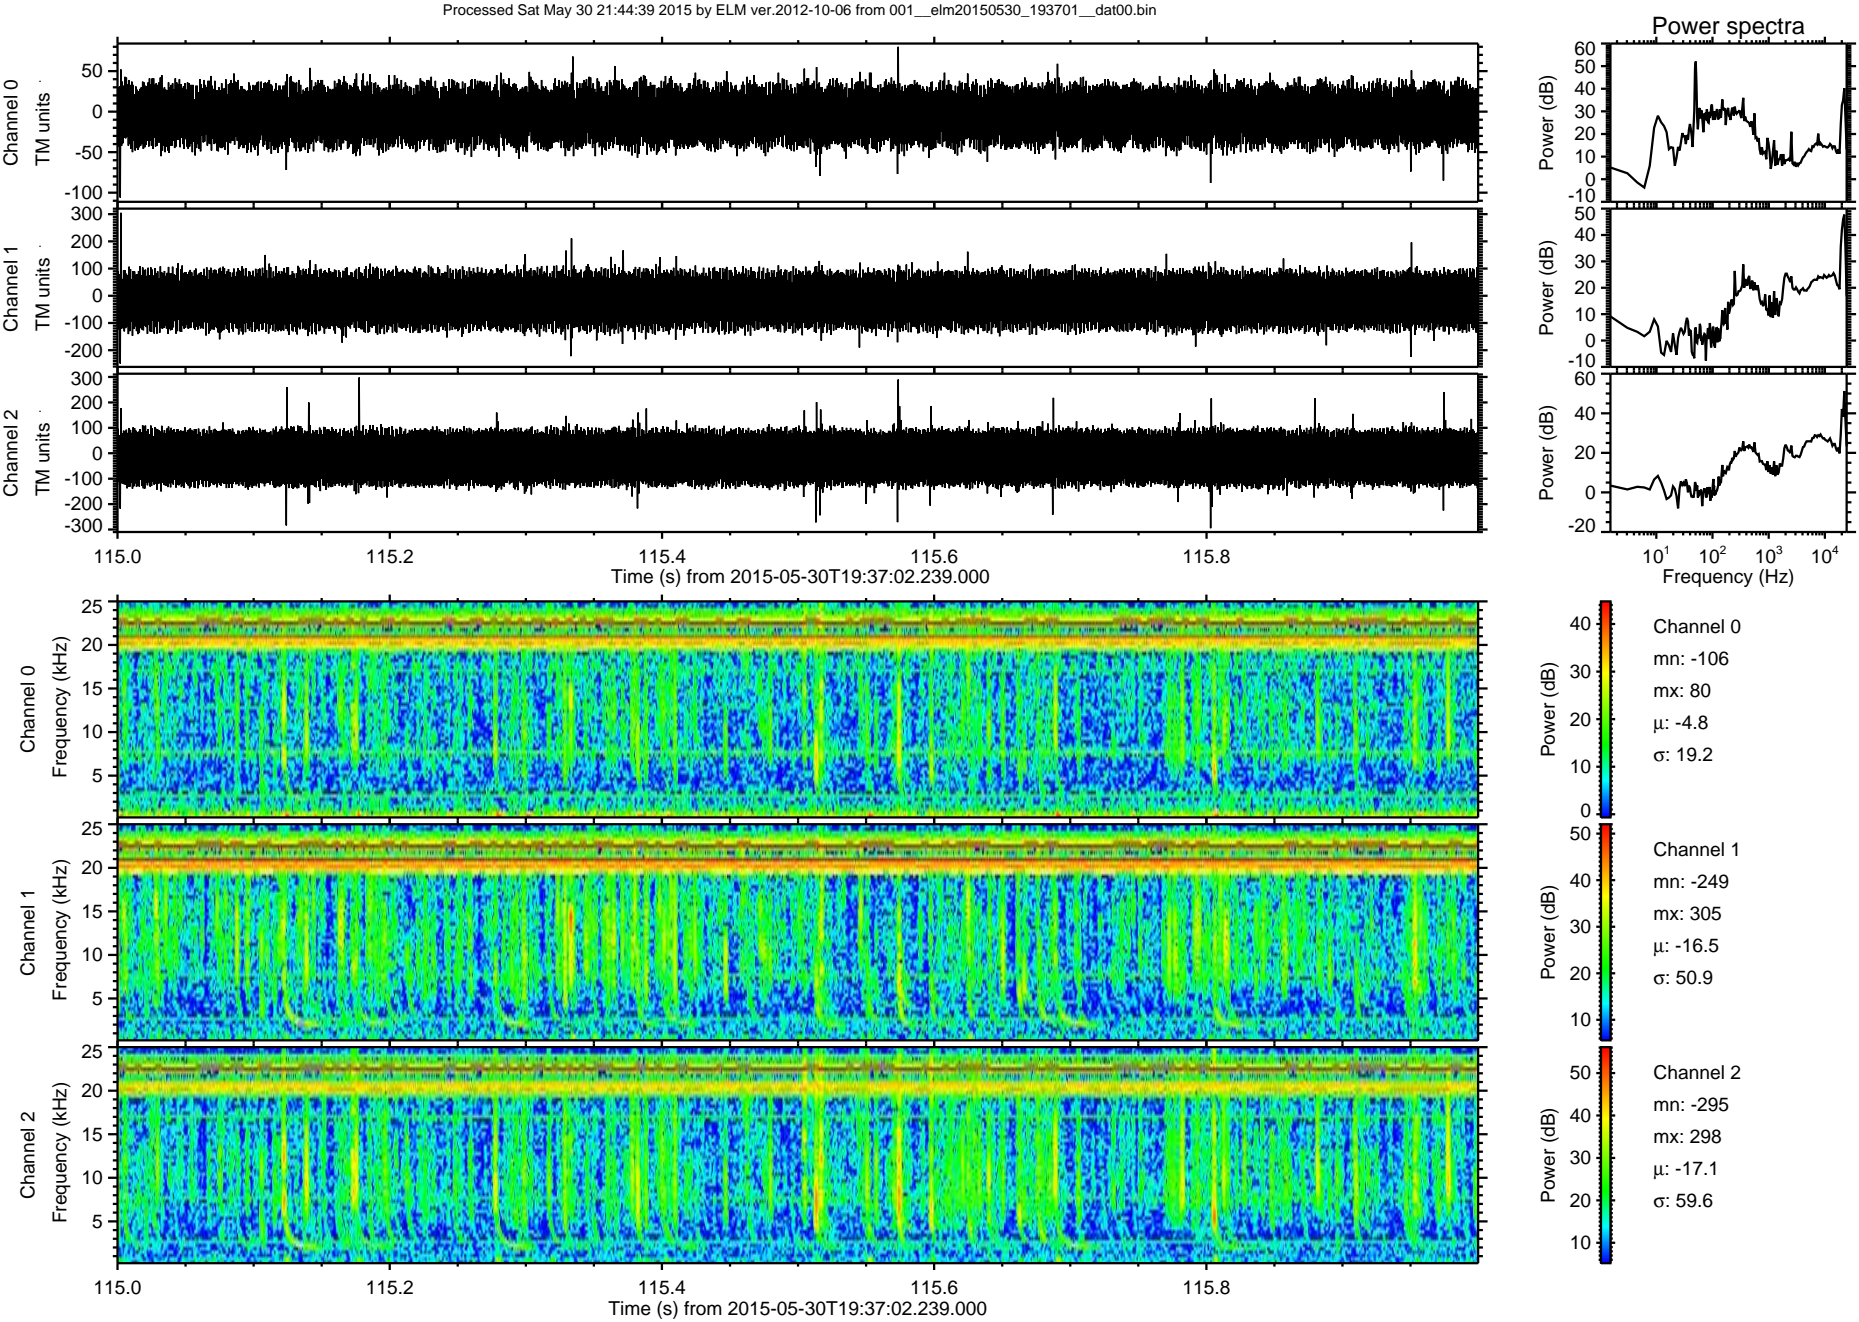 Processed Sat May 30 21:44:39 2015 by ELM ver.2012-10-06 from 001__elm20150530_193701__dat00.bin
Power spectra
Channel 0
TM units
50
0
-50
-100
Power (dB)
60
50
40
30
20
10
0
-10
Channel 1
TM units
300
200
100
0
-100
-200
Power (dB)
50
40
30
20
10
0
-10
Channel 2
TM units
300
200
100
0
-100
-200
-300
Power (dB)
60
40
20
0
-20
115.0 115.2 115.4 115.6 115.8
Time (s) from 2015-05-30T19:37:02.239.000
10¹ 10² 10³ 10⁴
Frequency (Hz)
Channel 0
Frequency (kHz)
25
20
15
10
5
Power (dB)
40
30
20
10
0
Channel 0
mn: -106
mx: 80
μ: -4.8
σ: 19.2
Channel 1
Frequency (kHz)
25
20
15
10
5
Power (dB)
50
40
30
20
10
Channel 1
mn: -249
mx: 305
μ: -16.5
σ: 50.9
Channel 2
Frequency (kHz)
25
20
15
10
5
Power (dB)
50
40
30
20
10
Channel 2
mn: -295
mx: 298
μ: -17.1
σ: 59.6
115.0 115.2 115.4 115.6 115.8
Time (s) from 2015-05-30T19:37:02.239.000